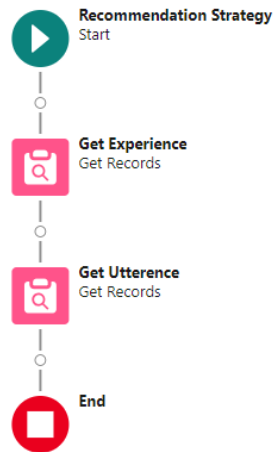 Recommendation Strategy
Start
Get Experience
Get Records
Get Utterence
Get Records
End